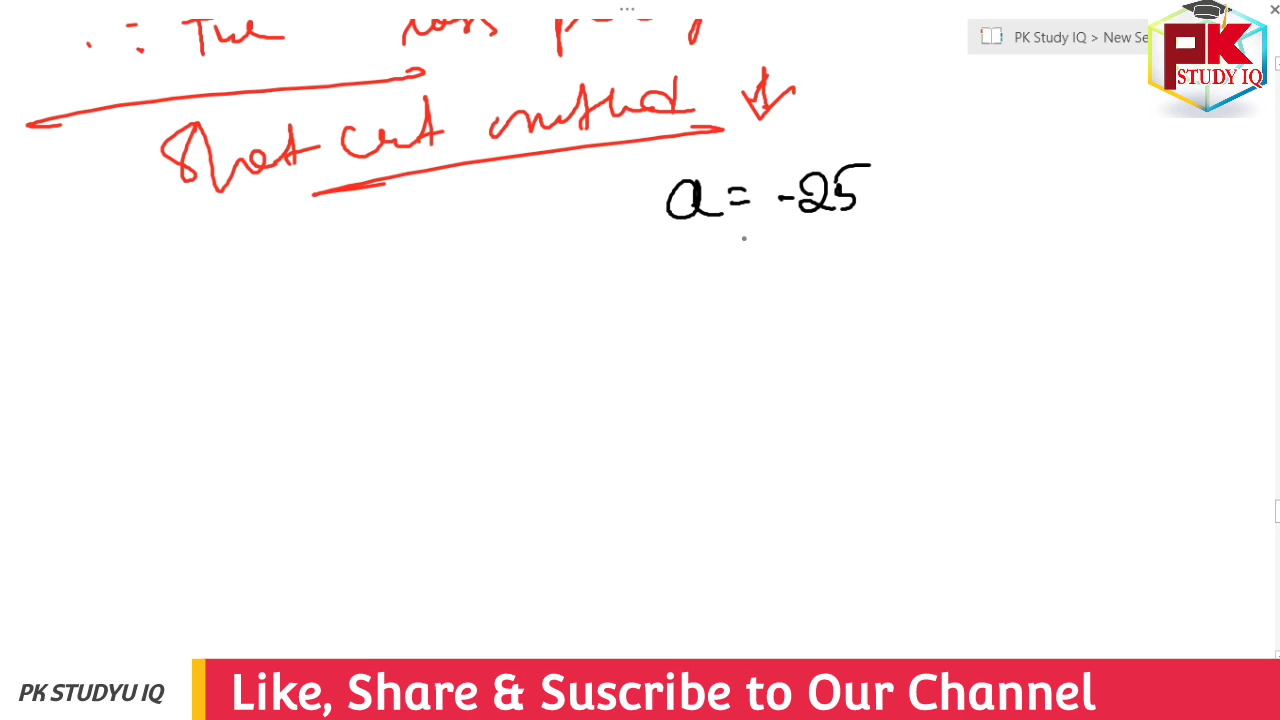 ∴ The loss
PK Study IQ > New Se
PK
STUDY IQ
Short cut method ↓
a = -25
PK STUDYU IQ
Like, Share & Suscribe to Our Channel